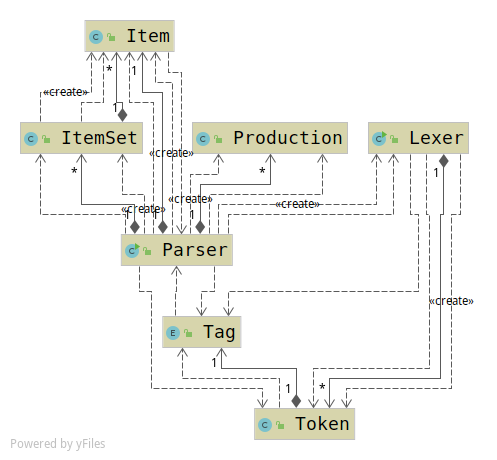 C Item
«create»
*
1
1
C ItemSet
C Production
C Lexer
*
1
1
«create»
«create»
«create»
«create»
*
1
1
C Parser
«create»
E Tag
1
1
*
C Token
Powered by yFiles